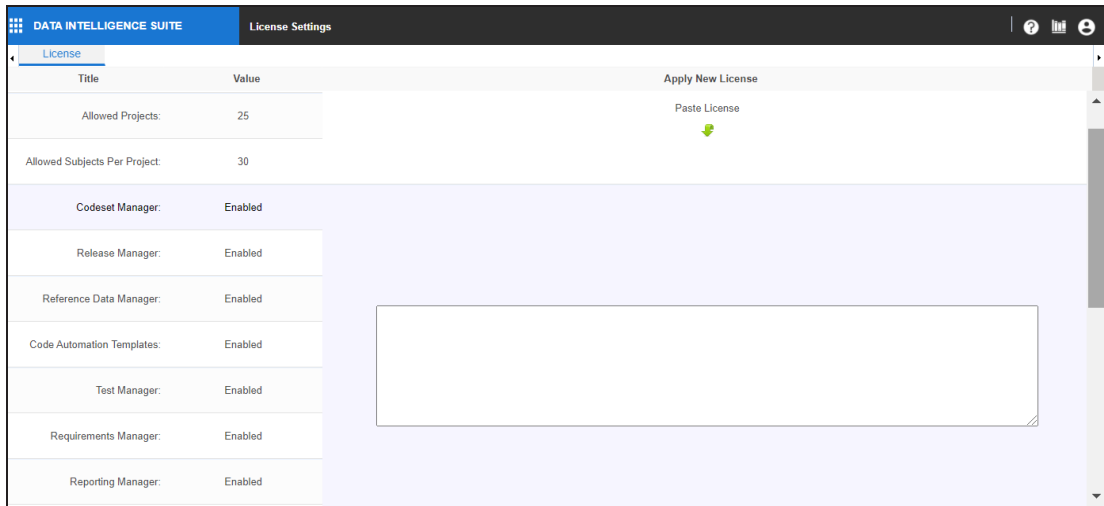 DATA INTELLIGENCE SUITE License Settings
License
Title Value Apply New License
Allowed Projects: 25 Paste License
Allowed Subjects Per Project: 30
Codeset Manager: Enabled
Release Manager: Enabled
Reference Data Manager: Enabled
Code Automation Templates: Enabled
Test Manager: Enabled
Requirements Manager: Enabled
Reporting Manager: Enabled